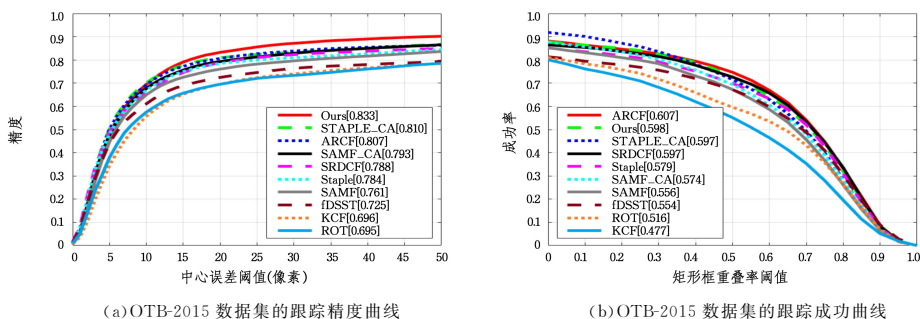 1.0
0.9
0.8
0.7
0.6
0.5
0.4
0.3
0.2
0.1
0
精度
Ours[0.833]
STAPLE_CA[0.810]
ARCF[0.807]
SAMF_CA[0.793]
SRDCF[0.788]
Staple[0.784]
SAMF[0.761]
fDSST[0.725]
KCF[0.696]
ROT[0.695]
0 5 10 15 20 25 30 35 40 45 50
中心误差阈值(像素)
(a)OTB-2015 数据集的跟踪精度曲线
1.0
0.9
0.8
0.7
0.6
0.5
0.4
0.3
0.2
0.1
0
成功率
ARCF[0.607]
Ours[0.598]
STAPLE_CA[0.597]
SRDCF[0.597]
Staple[0.579]
SAMF_CA[0.574]
SAMF[0.556]
fDSST[0.554]
ROT[0.516]
KCF[0.477]
0 0.1 0.2 0.3 0.4 0.5 0.6 0.7 0.8 0.9 1.0
矩形框重叠率阈值
(b)OTB-2015 数据集的跟踪成功曲线